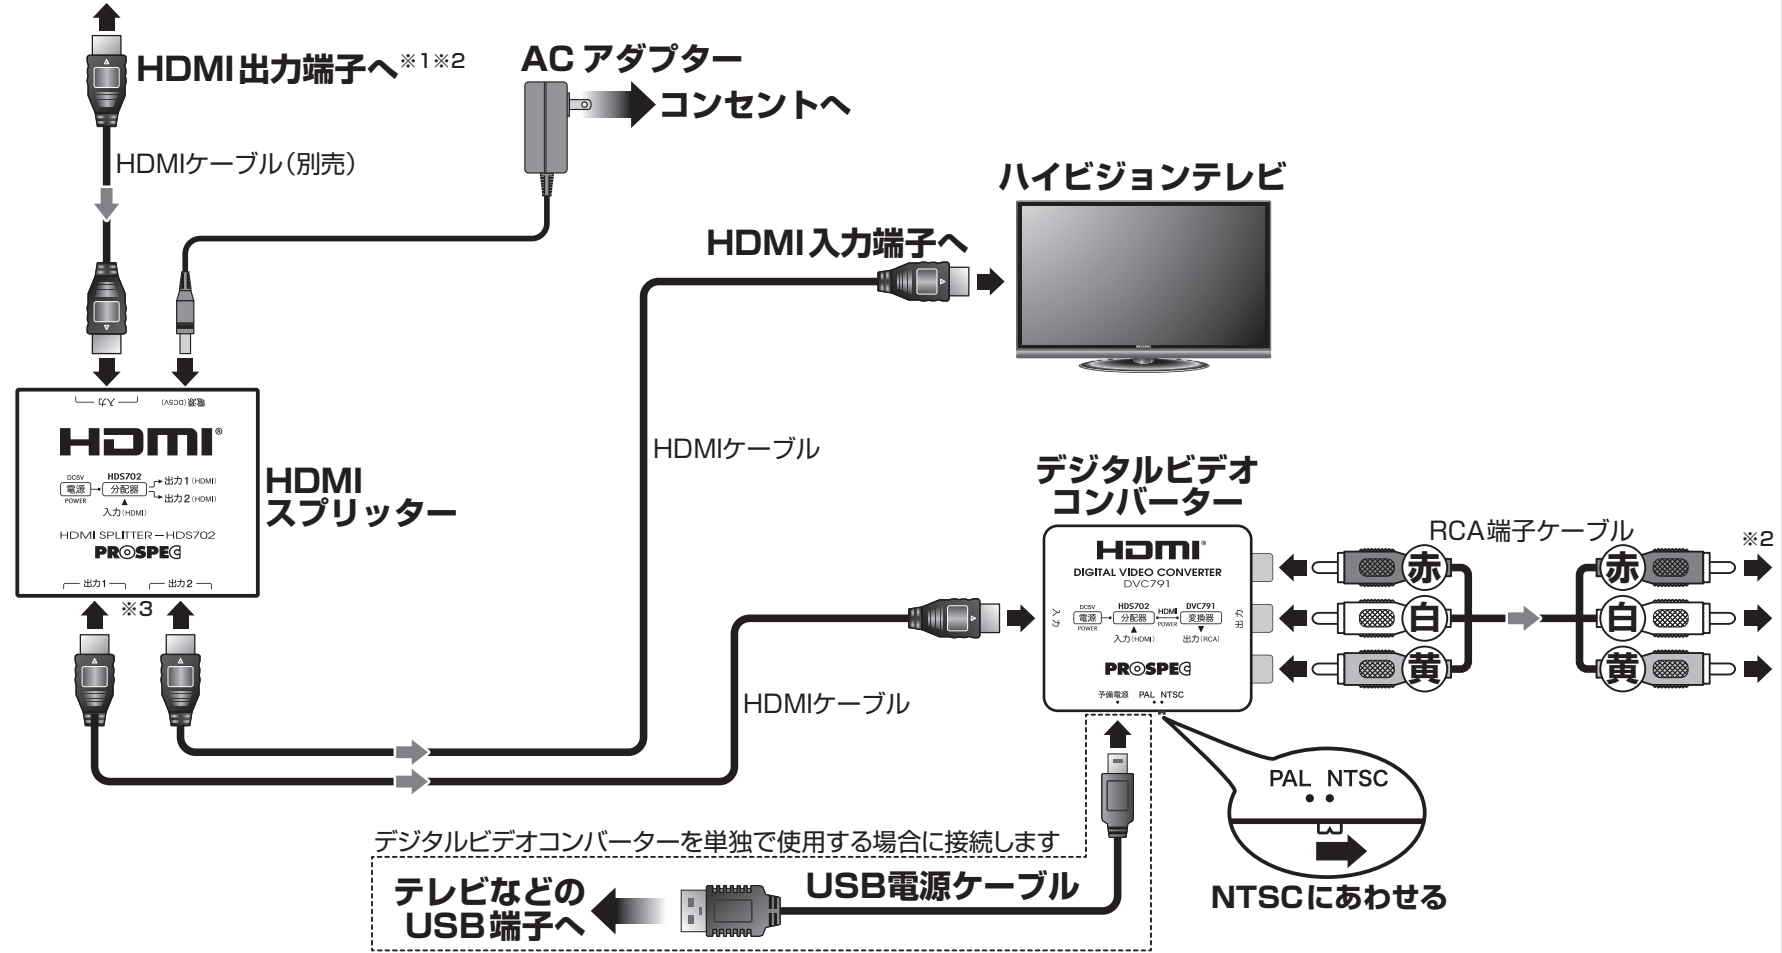 HDMI出力端子へ※1※2
ACアダプター
コンセントへ
HDMIケーブル(別売)
ハイビジョンテレビ
HDMI入力端子へ
入力
電源(DC5V)
HDMI®
DC5V
電源
POWER
HDS702
分配器
出力1(HDMI)
出力2(HDMI)
入力(HDMI)
HDMI SPLITTER-HDS702
PROSPEC
出力1
出力2
※3
HDMI
スプリッター
HDMIケーブル
HDMIケーブル
デジタルビデオ
コンバーター
HDMI®
DIGITAL VIDEO CONVERTER
DVC791
入力
DC5V
電源
POWER
HDS702
分配器
入力(HDMI)
HDMI
POWER
DVC791
変換器
出力(RCA)
出力
PROSPEC
予備電源 PAL NTSC
RCA端子ケーブル
※2
赤 赤
白 白
黄 黄
PAL NTSC
NTSCにあわせる
デジタルビデオコンバーターを単独で使用する場合に接続します
テレビなどの
USB端子へ
USB電源ケーブル